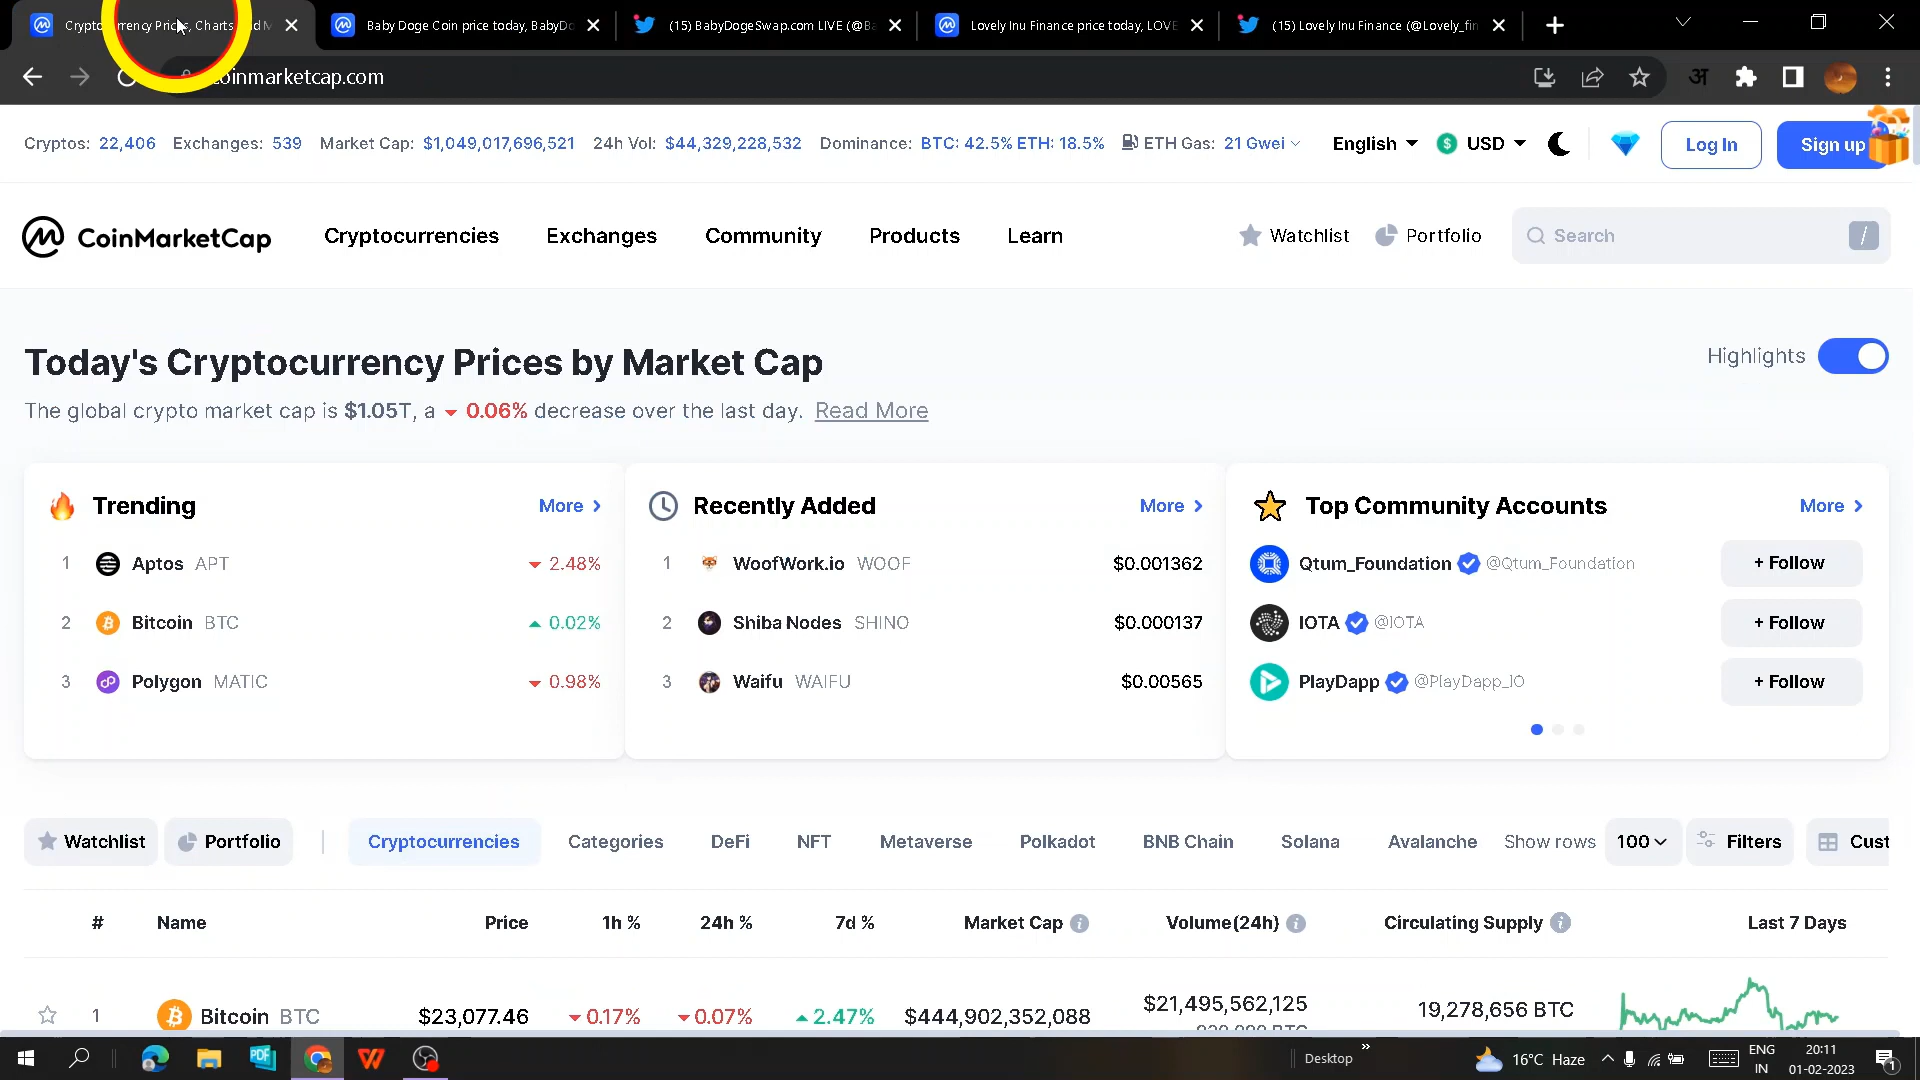 Baby Doge Coin price today, BabyDo
(15) BabyDogeSwap.com LIVE (@Ba
Lovely Inu Finance price today, LOVE
(15) Lovely Inu Finance (@Lovely_fin
coinmarketcap.com
अ
Cryptos: 22,406 Exchanges: 539 Market Cap: $1,049,017,696,521 24h Vol: $44,329,228,532 Dominance: BTC: 42.5% ETH: 18.5% ETH Gas: 21 Gwei English $ USD Log In Sign up
CoinMarketCap Cryptocurrencies Exchanges Community Products Learn Watchlist Portfolio Search /
Today's Cryptocurrency Prices by Market Cap
Highlights
The global crypto market cap is $1.05T, a 0.06% decrease over the last day. Read More
Trending More
1 Aptos APT 2.48%
2 Bitcoin BTC 0.02%
3 Polygon MATIC 0.98%
Recently Added More
1 WoofWork.io WOOF $0.001362
2 Shiba Nodes SHINO $0.000137
3 Waifu WAIFU $0.00565
Top Community Accounts More
Qtum_Foundation @Qtum_Foundation + Follow
IOTA @IOTA + Follow
PlayDapp @PlayDapp_IO + Follow
Watchlist Portfolio Cryptocurrencies Categories DeFi NFT Metaverse Polkadot BNB Chain Solana Avalanche Show rows 100 Filters Cust
# Name Price 1h % 24h % 7d % Market Cap Volume(24h) Circulating Supply Last 7 Days
1 Bitcoin BTC $23,077.46 0.17% 0.07% 2.47% $444,902,352,088 $21,495,562,125 19,278,656 BTC
Desktop 16°C Haze ENG IN 20:11 01-02-2023 1